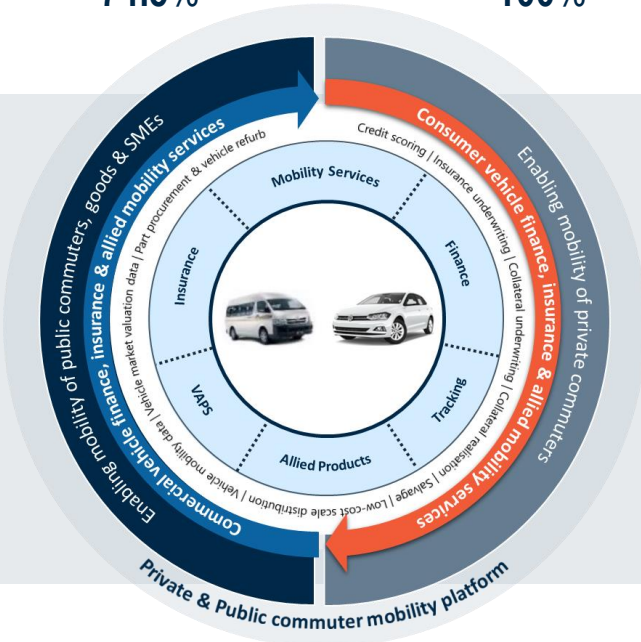 100%
Enabling mobility of public commuters, goods & SMEs
Commercial vehicle finance, insurance & allied mobility services
Consumer vehicle finance, insurance & allied mobility services
Enabling mobility of private commuters
Credit scoring | Insurance underwriting | Collateral underwriting | Collateral realisation | Salvage | Low-cost scale distribution | Vehicle mobility data | Vehicle market valuation data | Part procurement & vehicle refurb
Mobility Services
Finance
Tracking
Allied Products
VAPS
Insurance
Private & Public commuter mobility platform